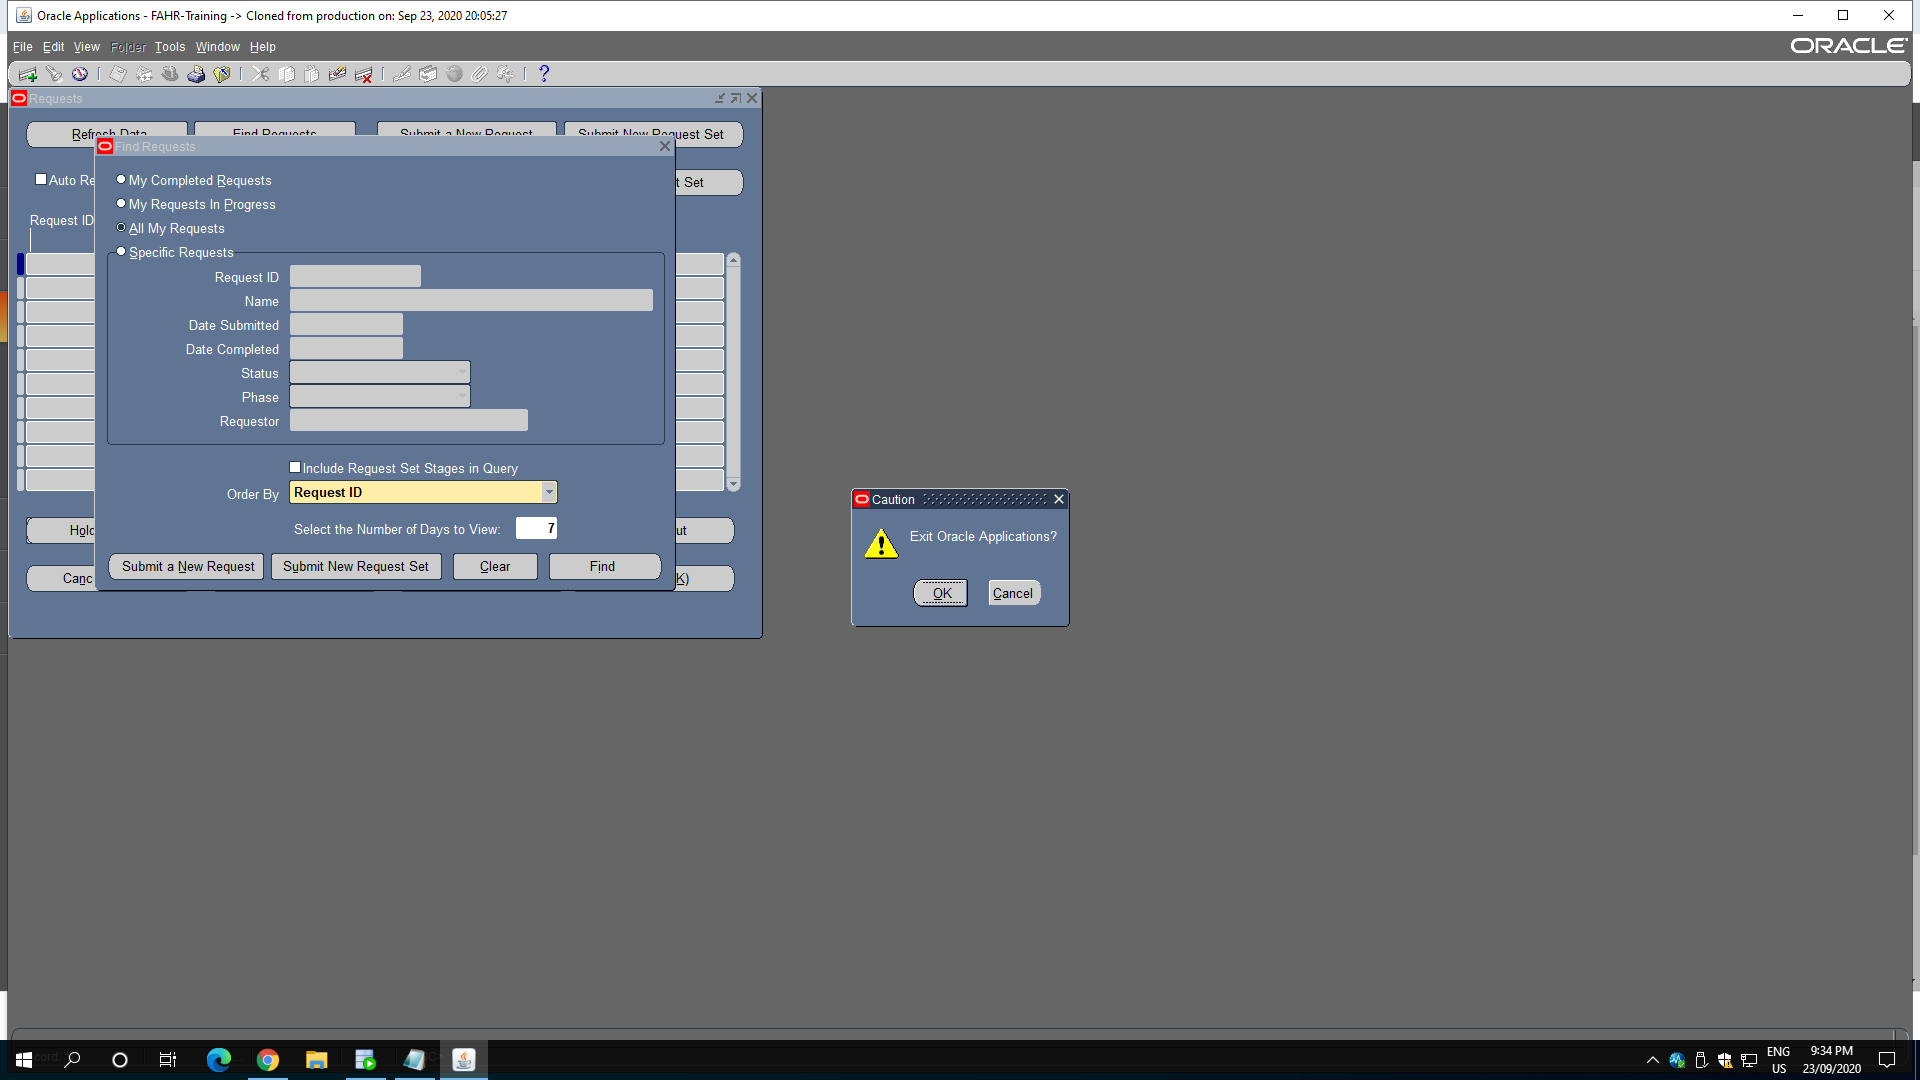 Oracle Applications - FAHR-Training -> Cloned from production on: Sep 23, 2020 20:05:27
File Edit View Folder Tools Window Help
ORACLE
Requests
Refresh Data Find Requests Submit a New Request Submit New Request Set
Find Requests
Auto Re
My Completed Requests
t Set
My Requests In Progress
Request ID
All My Requests
Specific Requests
Request ID
Name
Date Submitted
Date Completed
Status
Phase
Requestor
Include Request Set Stages in Query
Order By Request ID
Select the Number of Days to View: 7
Hold
ut
Submit a New Request Submit New Request Set Clear Find
Canc
K)
Caution
Exit Oracle Applications?
OK Cancel
ENG
US
9:34 PM
23/09/2020